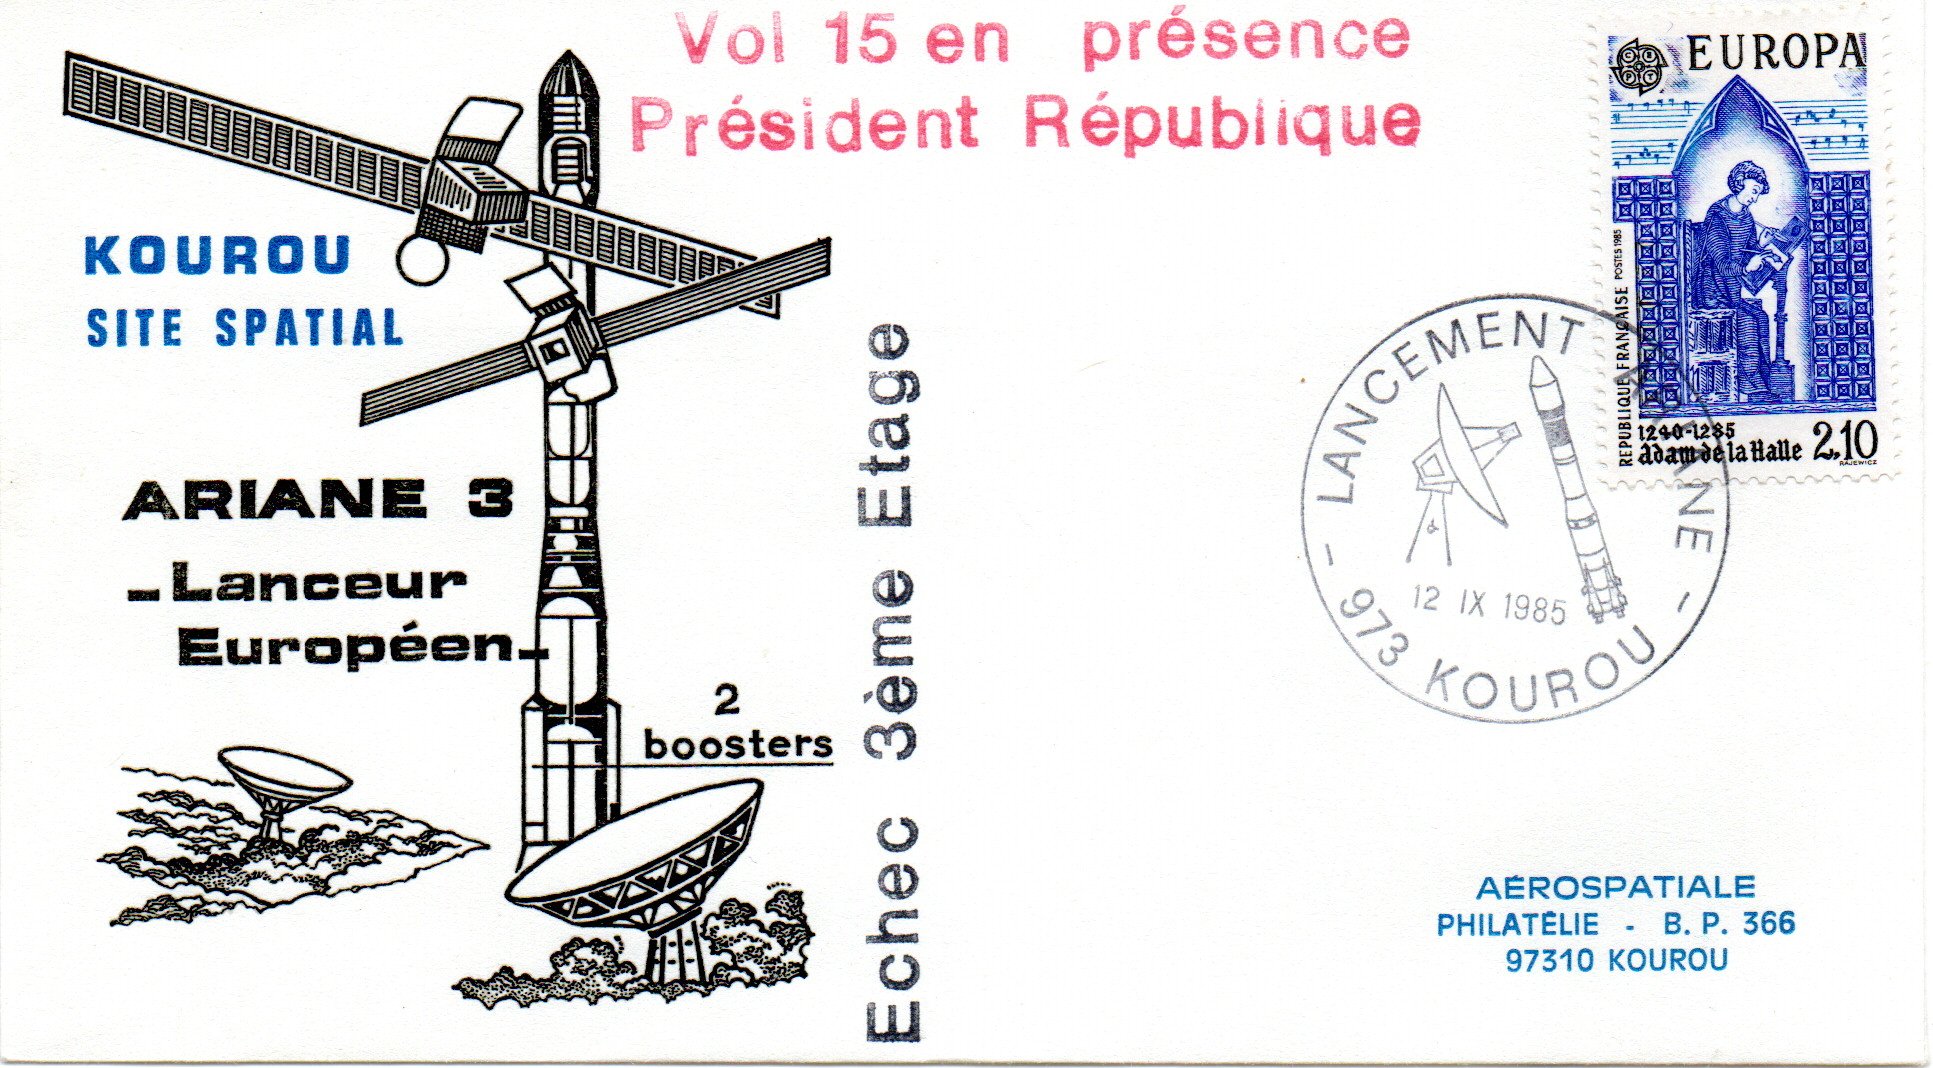 Vol 15 en présence
Président République
KOUROU
SITE SPATIAL
ARIANE 3
-Lanceur
Européen-
2
boosters
Echec 3ème Etage
EUROPA
REPUBLIQUE FRANÇAISE POSTES 1985
1240-1285
Adam de la Halle 2,10
RAJEWICZ
- LANCEMENT ARIANE -
12 IX 1985
973 KOUROU
AÉROSPATIALE
PHILATÉLIE - B. P. 366
97310 KOUROU